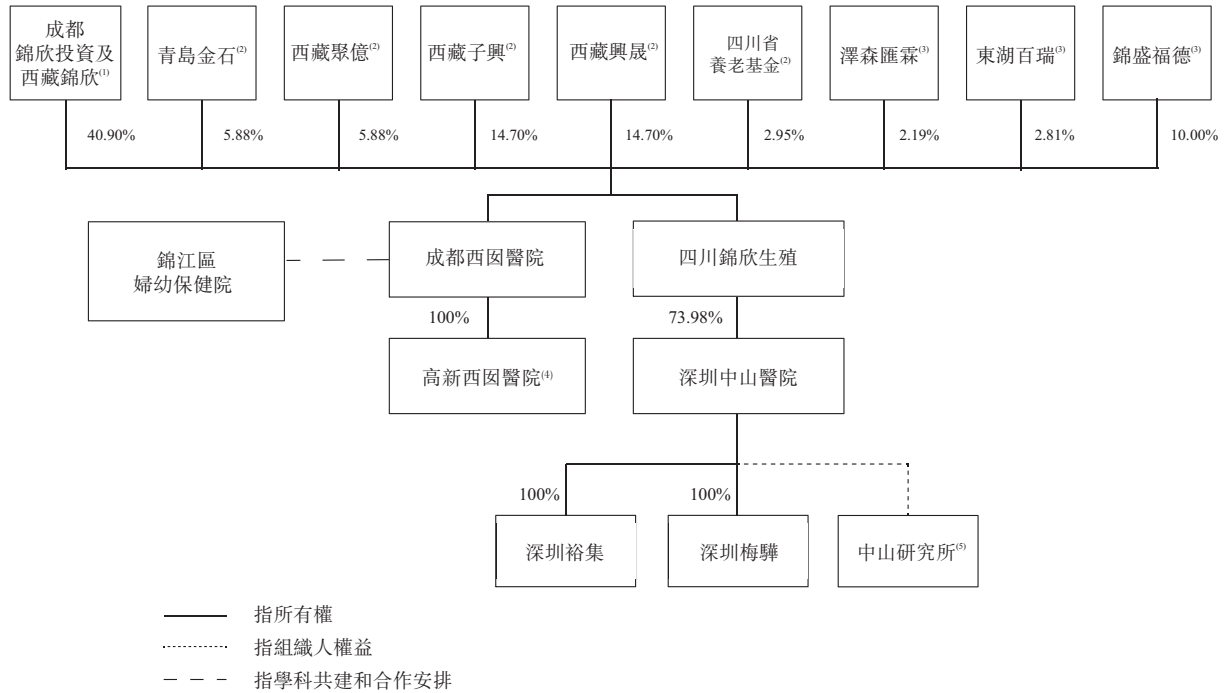 成都
錦欣投資及
西藏錦欣(1)
青島金石(2)
西藏聚億(2)
西藏子興(2)
西藏興晟(2)
四川省
養老基金(2)
澤森匯霖(3)
東湖百瑞(3)
錦盛福德(3)
40.90%
5.88%
5.88%
14.70%
14.70%
2.95%
2.19%
2.81%
10.00%
錦江區
婦幼保健院
成都西囡醫院
四川錦欣生殖
100%
73.98%
高新西囡醫院(4)
深圳中山醫院
100%
100%
深圳裕集
深圳梅驊
中山研究所(5)
指所有權
指組織人權益
指學科共建和合作安排